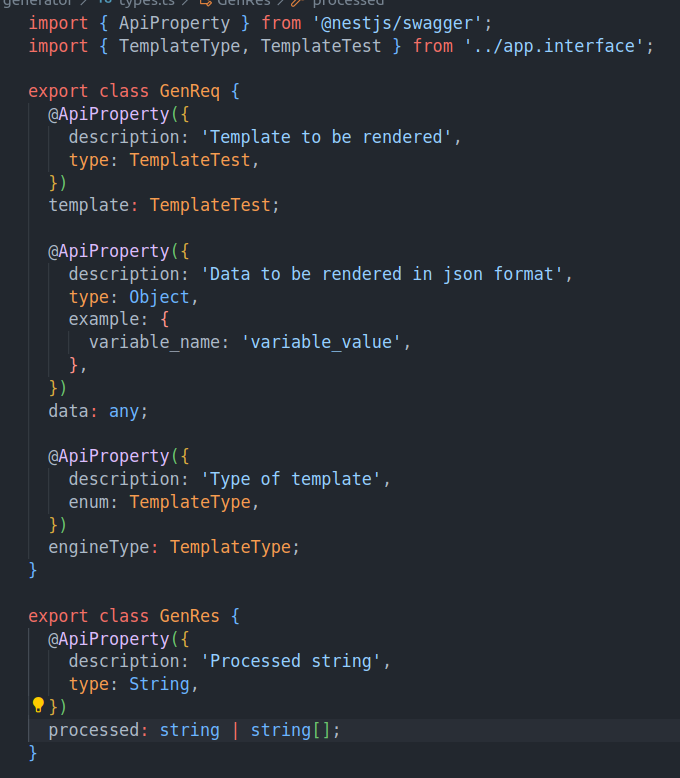 generator > TS types.ts > GenRes > processed
import { ApiProperty } from '@nestjs/swagger';
import { TemplateType, TemplateTest } from '../app.interface';
export class GenReq {
@ApiProperty({
description: 'Template to be rendered',
type: TemplateTest,
})
template: TemplateTest;
@ApiProperty({
description: 'Data to be rendered in json format',
type: Object,
example: {
variable_name: 'variable_value',
},
})
data: any;
@ApiProperty({
description: 'Type of template',
enum: TemplateType,
})
engineType: TemplateType;
}
export class GenRes {
@ApiProperty({
description: 'Processed string',
type: String,
})
processed: string | string[];
}